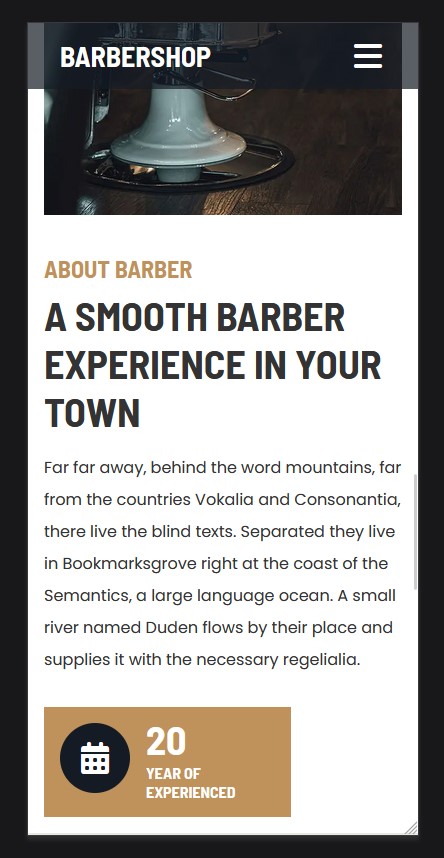 BARBERSHOP
ABOUT BARBER
A SMOOTH BARBER
EXPERIENCE IN YOUR
TOWN
Far far away, behind the word mountains, far
from the countries Vokalia and Consonantia,
there live the blind texts. Separated they live
in Bookmarksgrove right at the coast of the
Semantics, a large language ocean. A small
river named Duden flows by their place and
supplies it with the necessary regelialia.
20
YEAR OF
EXPERIENCED